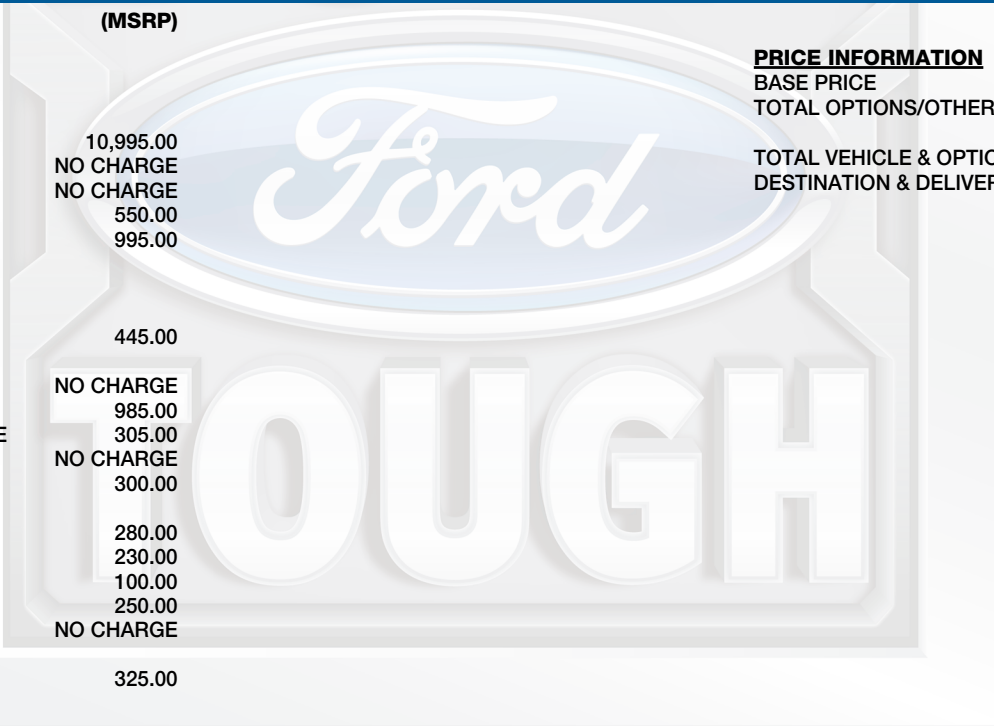 (MSRP)
10,995.00
NO CHARGE
NO CHARGE
550.00
995.00
445.00
NO CHARGE
985.00
E 305.00
NO CHARGE
300.00
280.00
230.00
100.00
250.00
NO CHARGE
325.00
PRICE INFORMATION
BASE PRICE
TOTAL OPTIONS/OTHER
TOTAL VEHICLE & OPTIO
DESTINATION & DELIVER
Ford
TOUGH